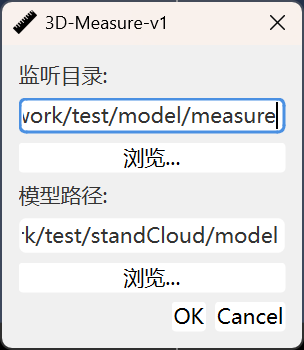 3D-Measure-v1
监听目录:
work/test/model/measure
浏览...
模型路径:
rk/test/standCloud/model
浏览...
OK Cancel